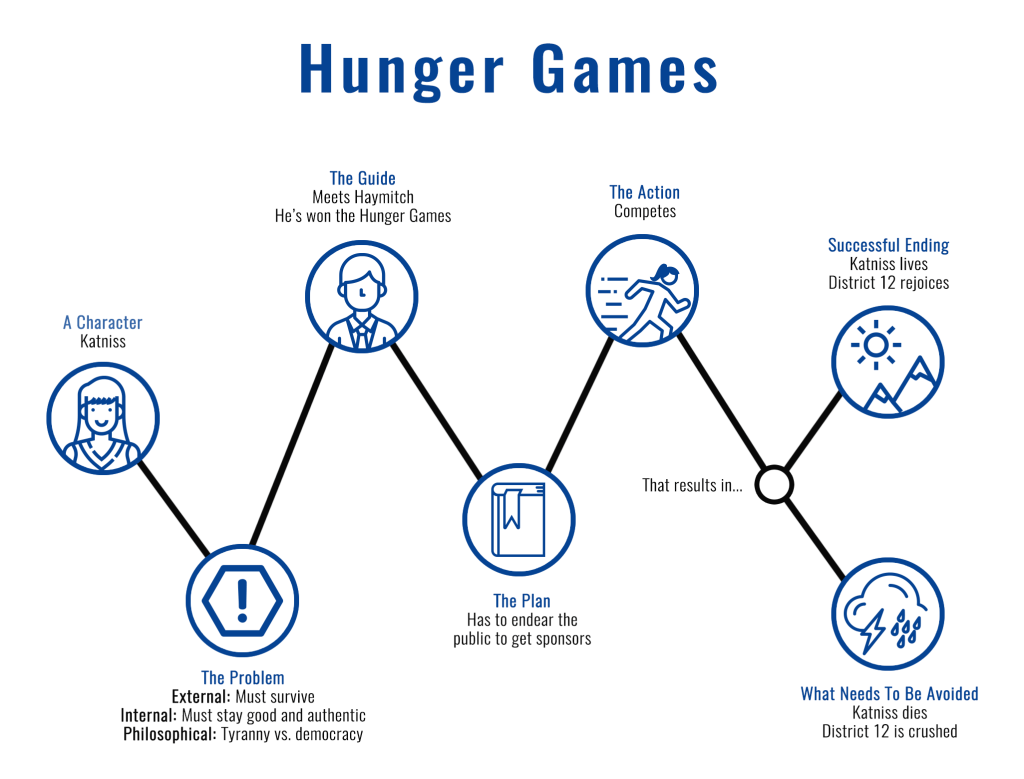 Hunger Games
A Character
Katniss
The Problem
External: Must survive
Internal: Must stay good and authentic
Philosophical: Tyranny vs. democracy
The Guide
Meets Haymitch
He's won the Hunger Games
The Plan
Has to endear the
public to get sponsors
The Action
Competes
That results in...
Successful Ending
Katniss lives
District 12 rejoices
What Needs To Be Avoided
Katniss dies
District 12 is crushed